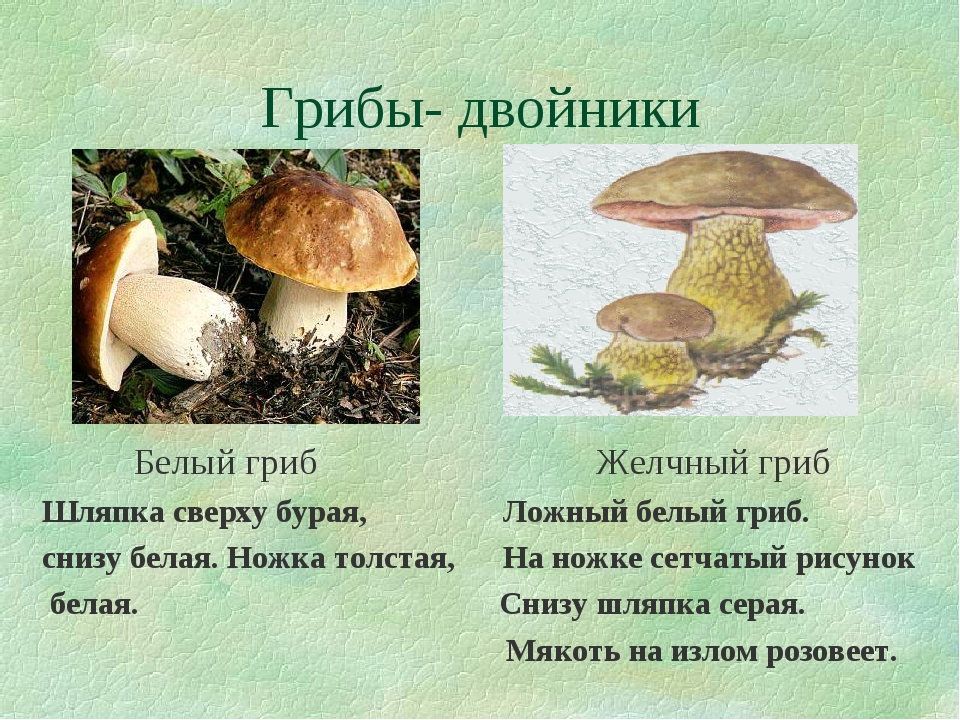 Грибы- двойники
Белый гриб
Шляпка сверху бурая,
снизу белая. Ножка толстая,
белая.
Желчный гриб
Ложный белый гриб.
На ножке сетчатый рисунок
Снизу шляпка серая.
Мякоть на излом розовеет.